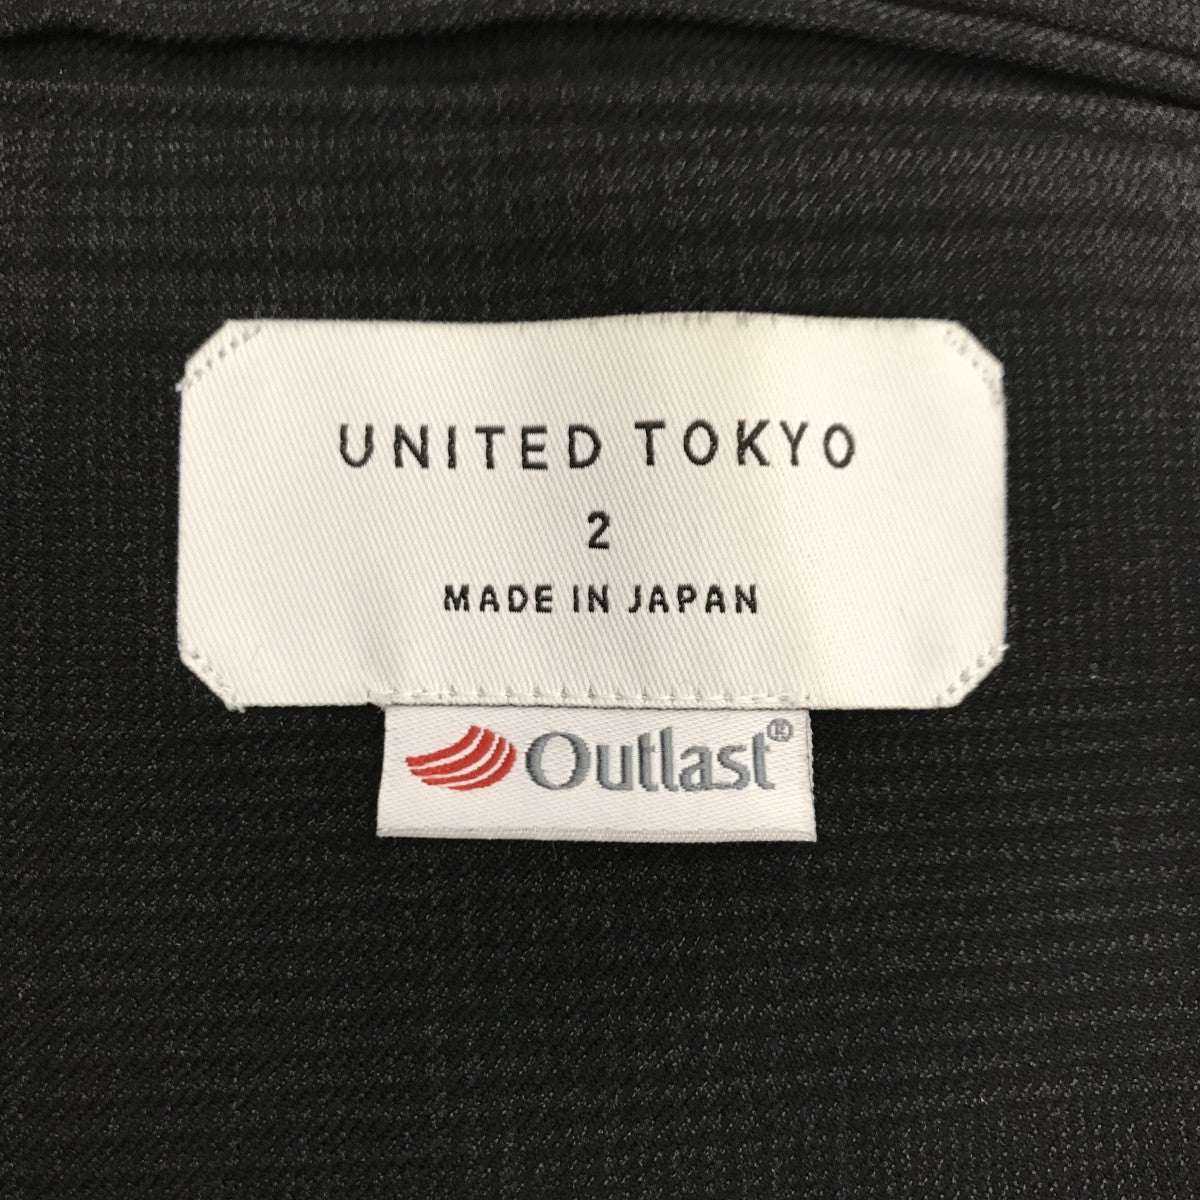 UNITED TOKYO
2
MADE IN JAPAN
Outlast®